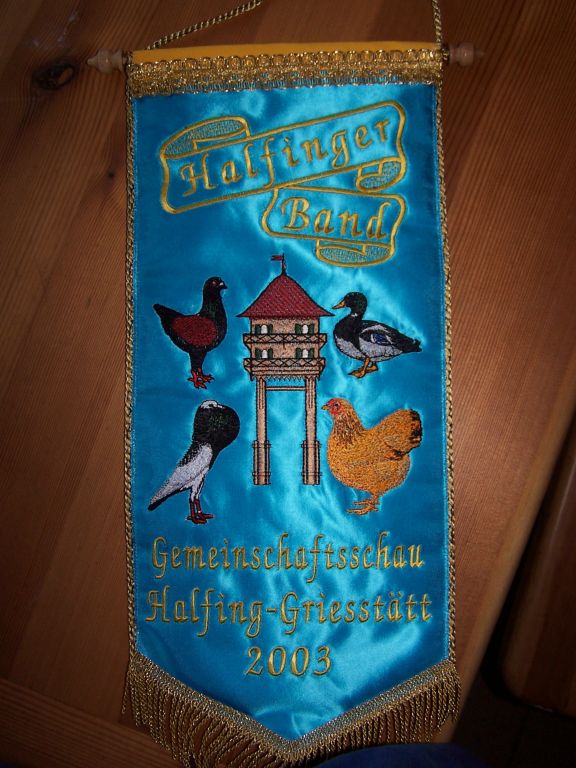 Halfinger
Band
Gemeinschaftsschau
Halfing-Griesstätt
2003